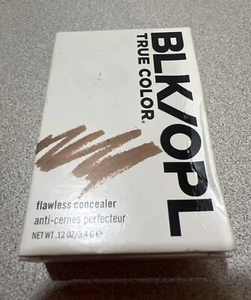 BLK/OPL
TRUE COLOR.
flawless concealer
anti-cernes perfecteur
NET WT .12 OZ/3.4 G e